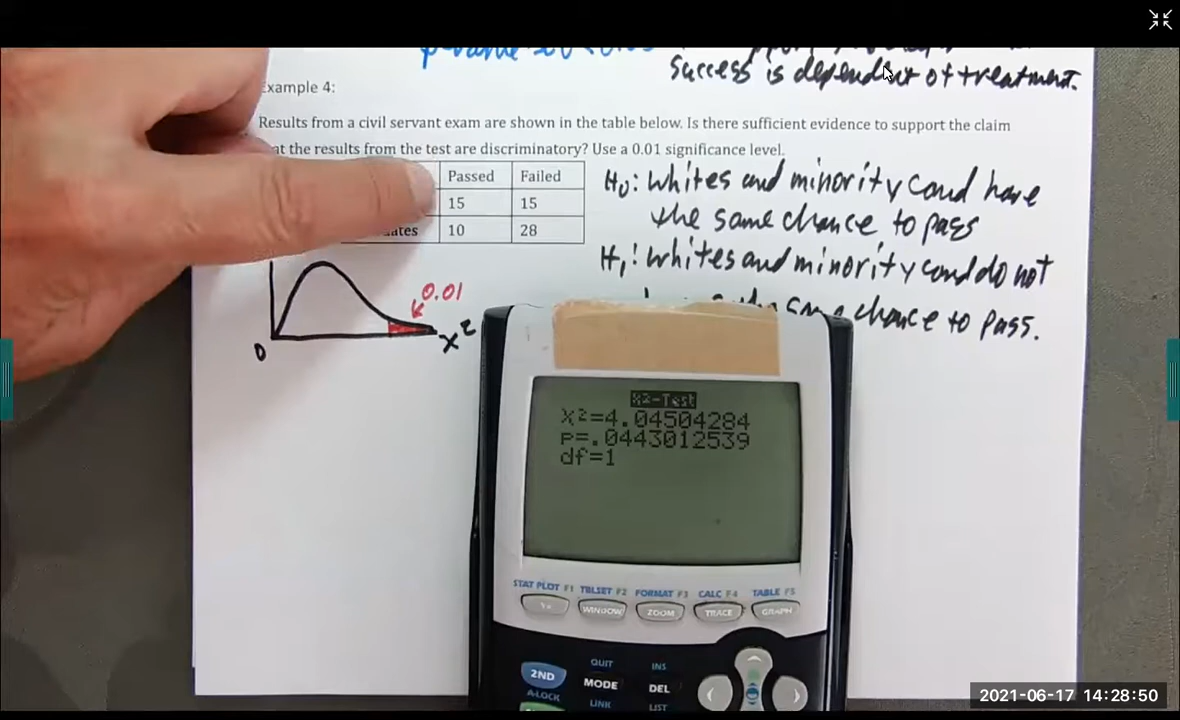 success is dependent of treatment.
Example 4:
Results from a civil servant exam are shown in the table below. Is there sufficient evidence to support the claim
at the results from the test are discriminatory? Use a 0.01 significance level.
Passed Failed
15 15
10 28
H₀: Whites and minority could have
the same chance to pass
H₁: Whites and minority could do not
same chance to pass.
0.01
0
x²
X²-Test
X²=4.04504284
P=.0443012539
df=1
STAT PLOT F1 TBLSET F2 FORMAT F3 CALC F4 TABLE F5
Y= WINDOW ZOOM TRACE GRAPH
QUIT INS
2ND MODE DEL
A-LOCK LINK LIST
2021-06-17 14:28:50